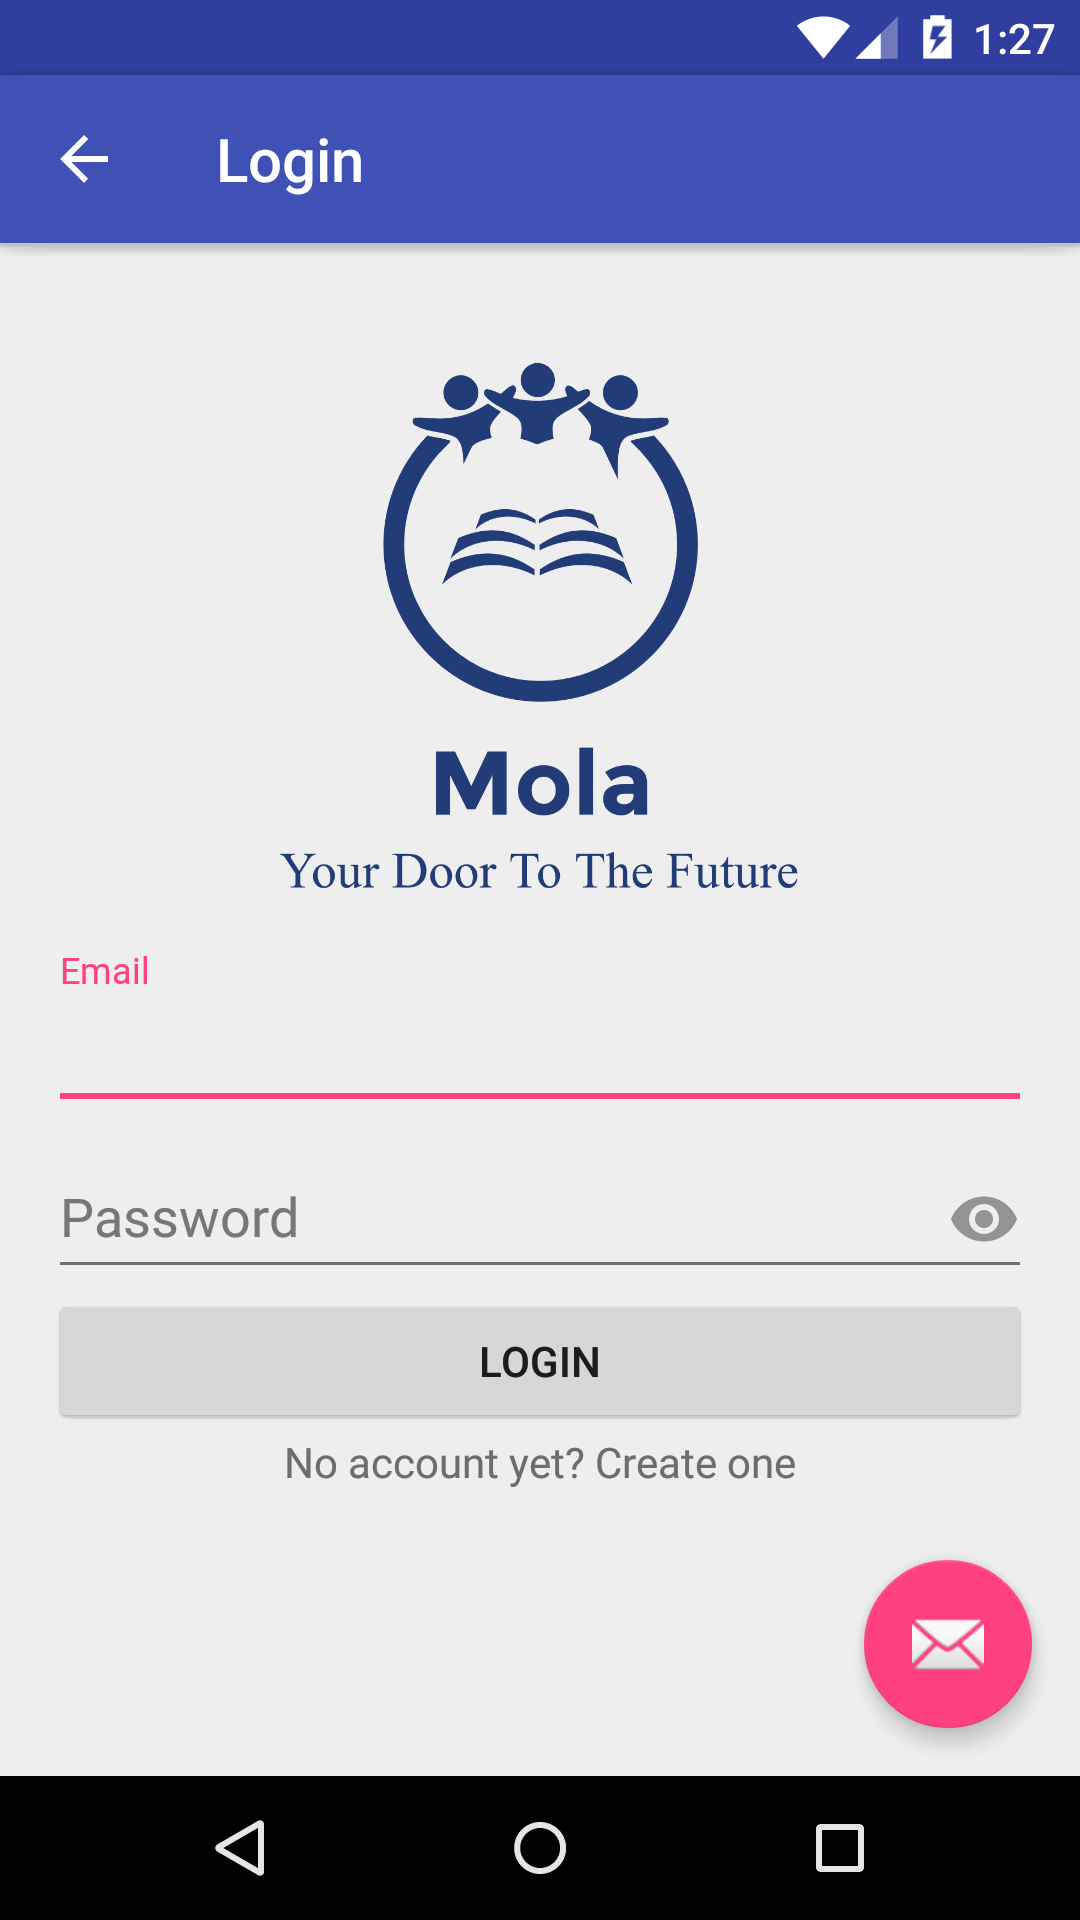 1:27
Login
Mola
Your Door To The Future
Email
Password
LOGIN
No account yet? Create one